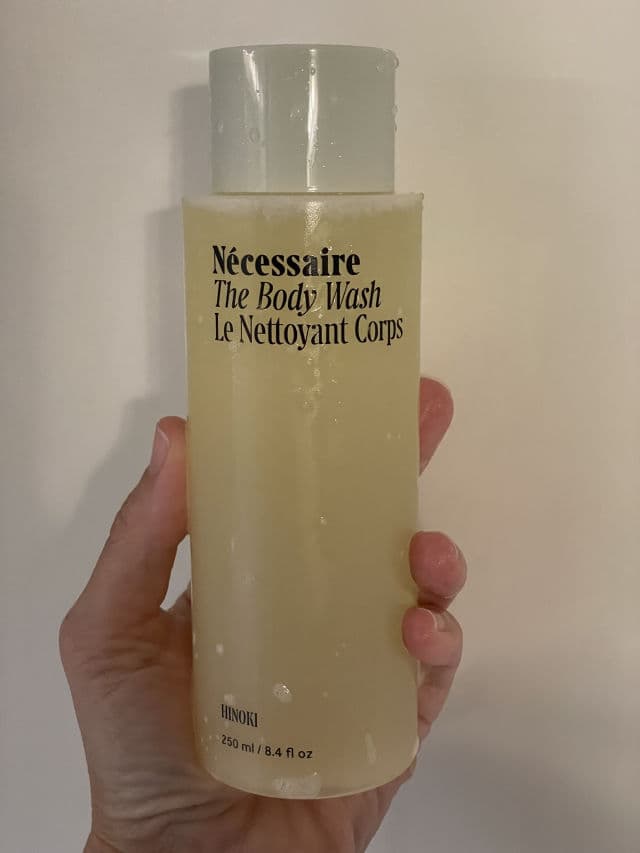 Nécessaire
The Body Wash
Le Nettoyant Corps
HINOKI
250 ml / 8.4 fl oz